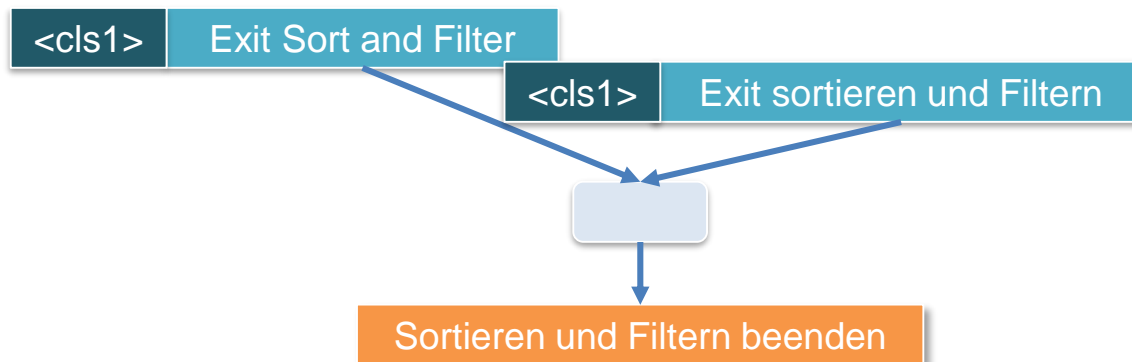 <cls1> Exit Sort and Filter
<cls1> Exit sortieren und Filtern
Sortieren und Filtern beenden